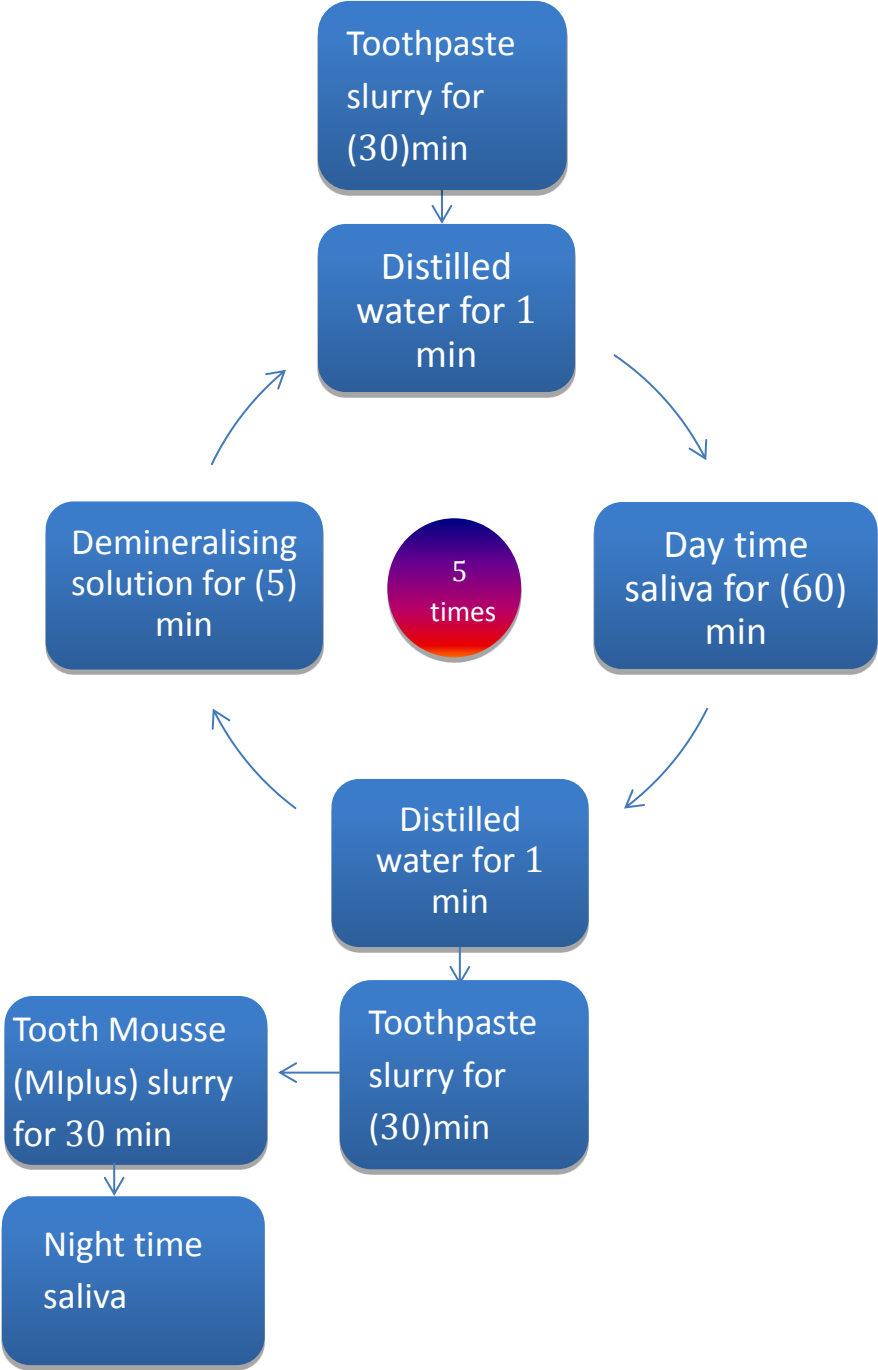 Toothpaste
slurry for
(30)min
Distilled
water for 1
min
Day time
saliva for (60)
min
Demineralising
solution for (5)
min
5
times
Distilled
water for 1
min
Toothpaste
slurry for
(30)min
Tooth Mousse
(MIplus) slurry
for 30 min
Night time
saliva